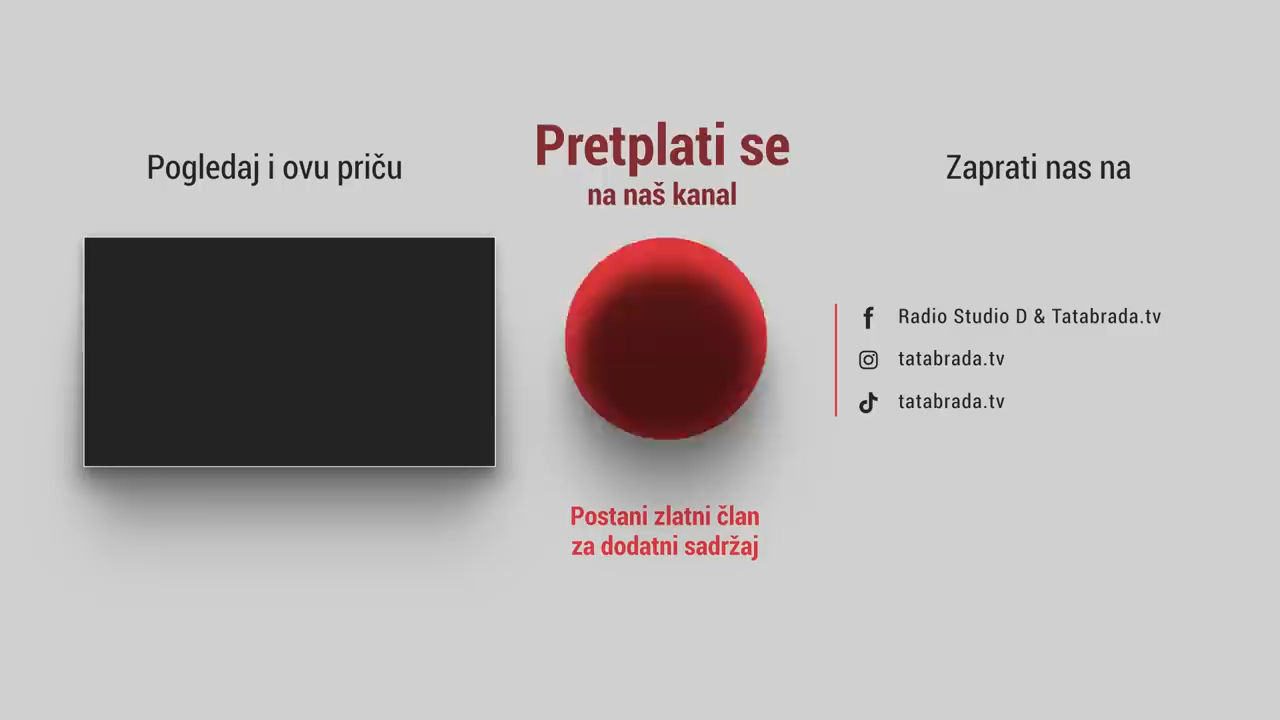 Pogledaj i ovu priču
Pretplati se
na naš kanal
Postani zlatni član
za dodatni sadržaj
Zaprati nas na
Radio Studio D & Tatabrada.tv
tatabrada.tv
tatabrada.tv